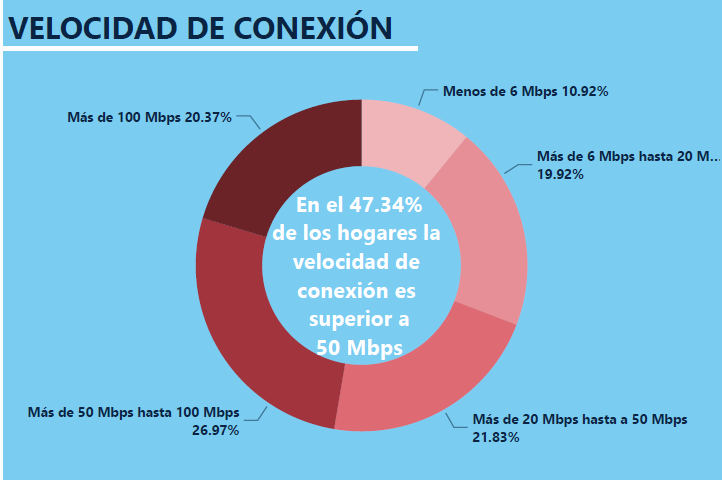 VELOCIDAD DE CONEXIÓN
Menos de 6 Mbps 10.92%
Más de 100 Mbps 20.37%
Más de 6 Mbps hasta 20 M...
19.92%
En el 47.34%
de los hogares la
velocidad de
conexión es
superior a
50 Mbps
Más de 50 Mbps hasta 100 Mbps
26.97%
Más de 20 Mbps hasta a 50 Mbps
21.83%